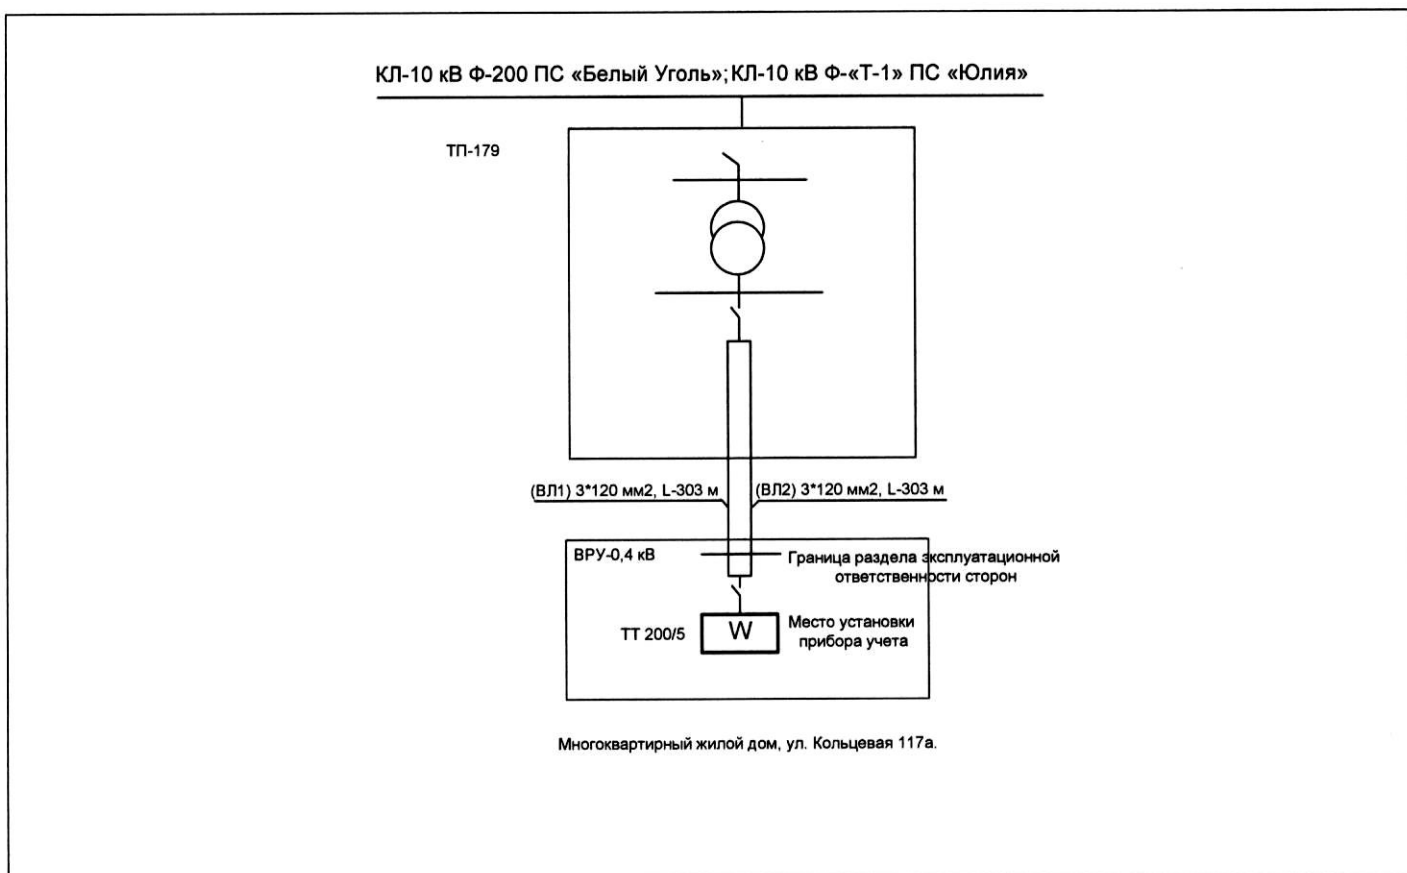 КЛ-10 кВ Ф-200 ПС «Белый Уголь»; КЛ-10 кВ Ф-«Т-1» ПС «Юлия»
ТП-179
(ВЛ1) 3*120 мм2, L-303 м
(ВЛ2) 3*120 мм2, L-303 м
ВРУ-0,4 кВ
Граница раздела эксплуатационной
ответственности сторон
ТТ 200/5
W
Место установки
прибора учета
Многоквартирный жилой дом, ул. Кольцевая 117а.